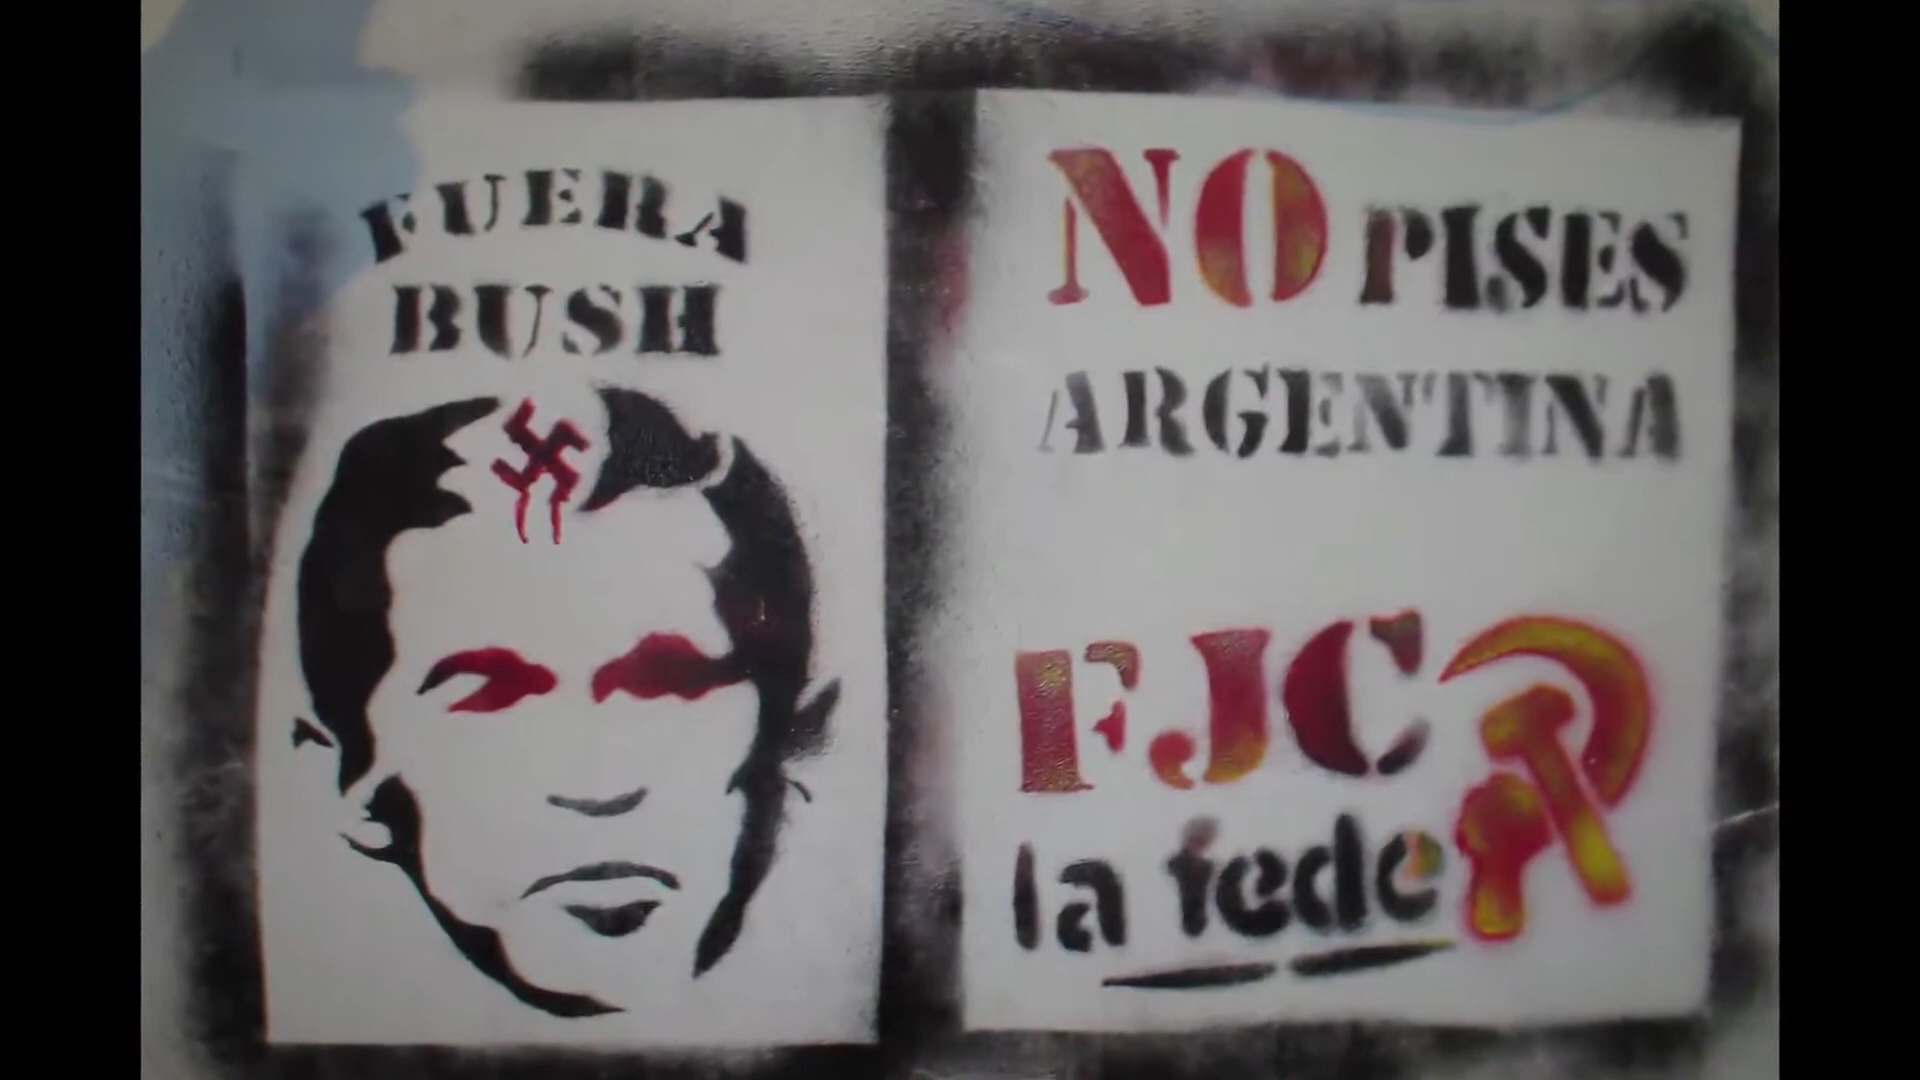 FUERA
BUSH
NO PISES
ARGENTINA
FJC
la fede